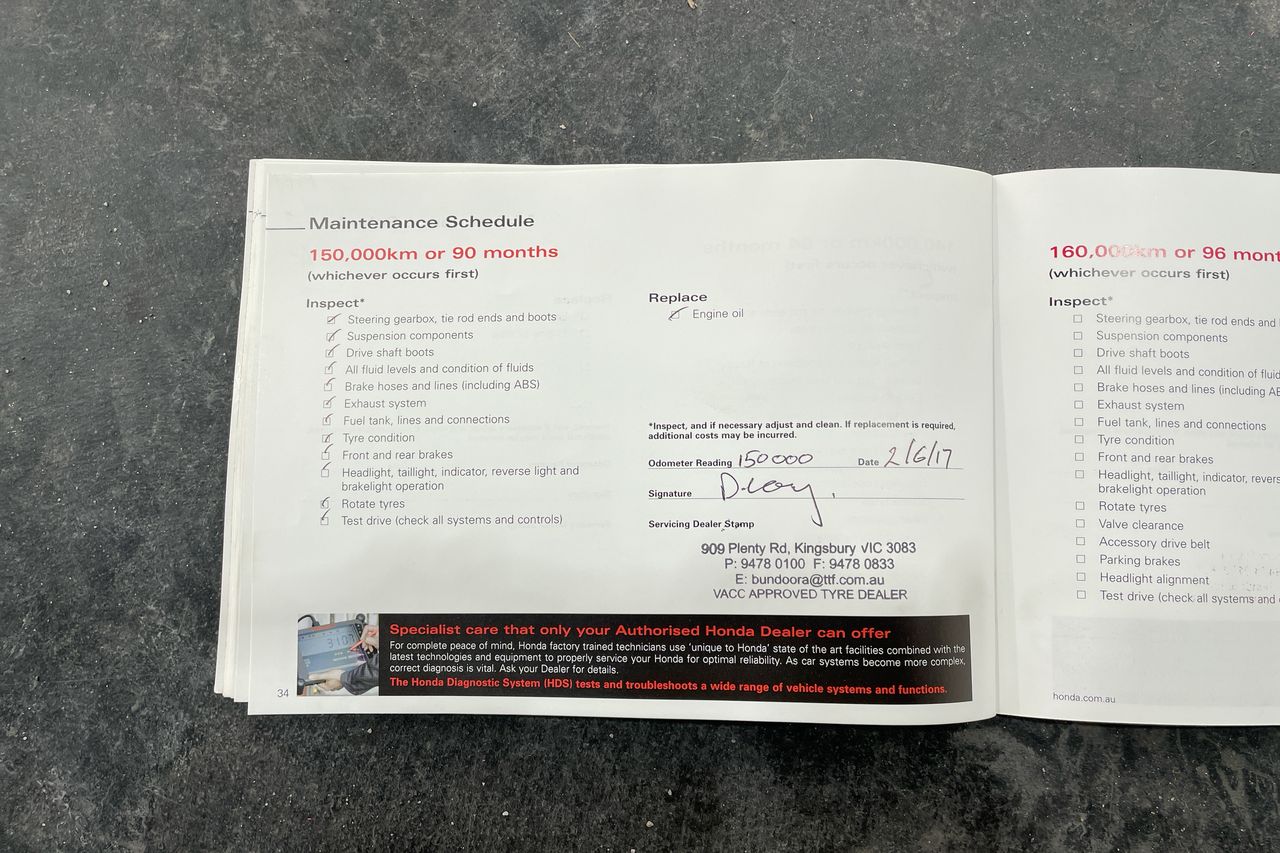 Maintenance Schedule
150,000km or 90 months
(whichever occurs first)
Inspect*
Steering gearbox, tie rod ends and boots
Suspension components
Drive shaft boots
All fluid levels and condition of fluids
Brake hoses and lines (including ABS)
Exhaust system
Fuel tank, lines and connections
Tyre condition
Front and rear brakes
Headlight, taillight, indicator, reverse light and
brakelight operation
Rotate tyres
Test drive (check all systems and controls)
Replace
Engine oil
*Inspect, and if necessary adjust and clean. If replacement is required,
additional costs may be incurred.
Odometer Reading 150000 Date 2/6/17
Signature
Servicing Dealer Stamp
909 Plenty Rd, Kingsbury VIC 3083
P: 9478 0100 F: 9478 0833
E: bundoora@ttf.com.au
VACC APPROVED TYRE DEALER
Specialist care that only your Authorised Honda Dealer can offer
For complete peace of mind, Honda factory trained technicians use 'unique to Honda' state of the art facilities combined with the
latest technologies and equipment to properly service your Honda for optimal reliability. As car systems become more complex,
correct diagnosis is vital. Ask your Dealer for details.
The Honda Diagnostic System (HDS) tests and troubleshoots a wide range of vehicle systems and functions.
34
160,000km or 96 mont
(whichever occurs first)
Inspect*
Steering gearbox, tie rod ends and
Suspension components
Drive shaft boots
All fluid levels and condition of fluid
Brake hoses and lines (including AB
Exhaust system
Fuel tank, lines and connections
Tyre condition
Front and rear brakes
Headlight, taillight, indicator, revers
brakelight operation
Rotate tyres
Valve clearance
Accessory drive belt
Parking brakes
Headlight alignment
Test drive (check all systems and
honda.com.au